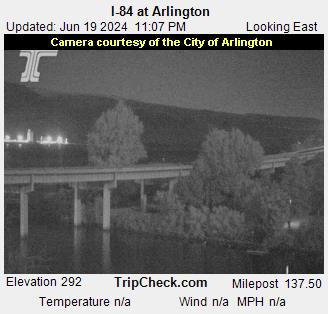 I-84 at Arlington
Updated: Jun 19 2024 11:07 PM Looking East
Camera courtesy of the City of Arlington
Elevation 292 TripCheck.com Milepost 137.50
Temperature n/a Wind n/a MPH n/a